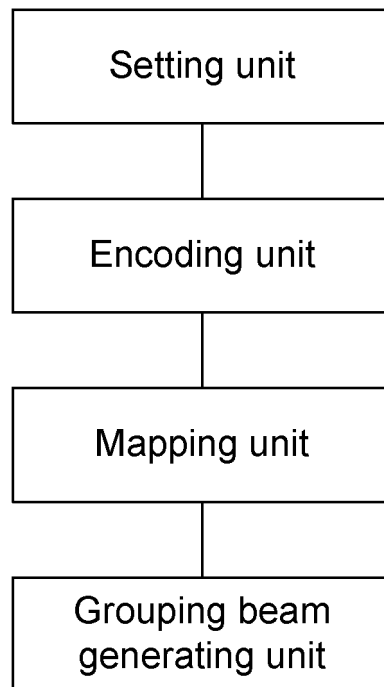 Setting unit
Encoding unit
Mapping unit
Grouping beam
generating unit